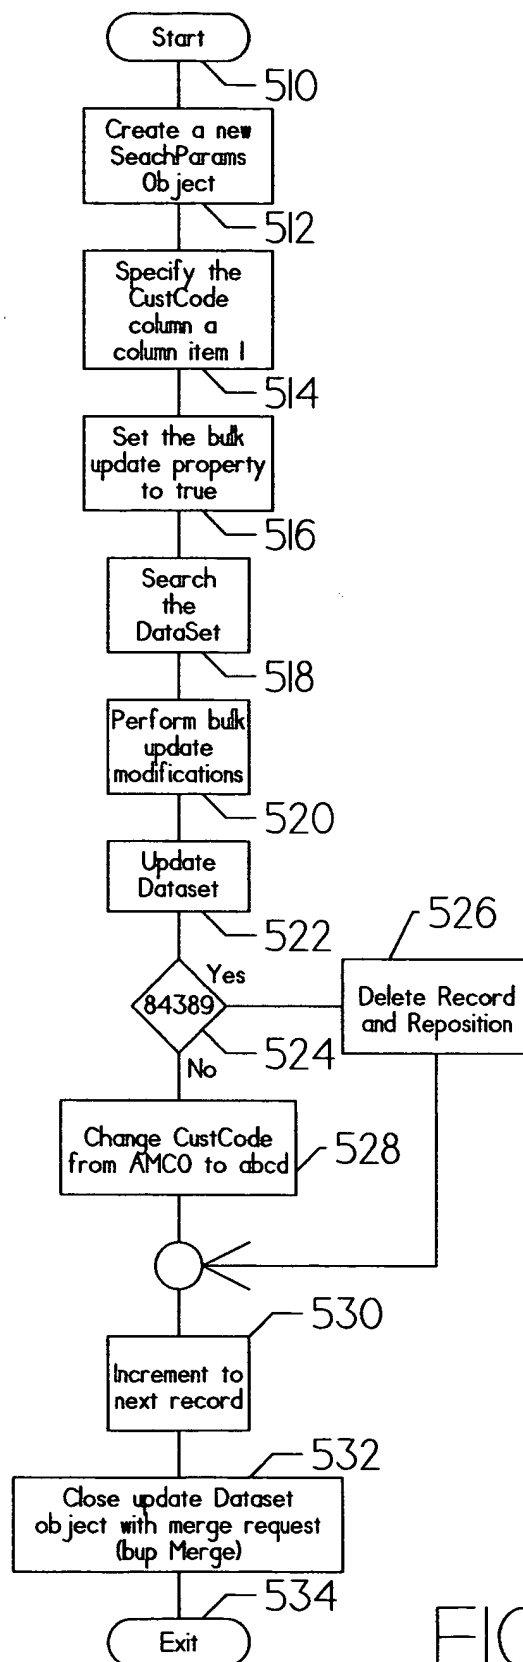 Start
510
Create a new
SeachParams
Object
512
Specify the
CustCode
column a
column item 1
514
Set the bulk
update property
to true
516
Search
the
DataSet
518
Perform bulk
update
modifications
520
Update
Dataset
522
84389
Yes
524
No
526
Delete Record
and Reposition
Change CustCode
from AMCO to abcd
528
530
Increment to
next record
532
Close update Dataset
object with merge request
(bup Merge)
534
Exit